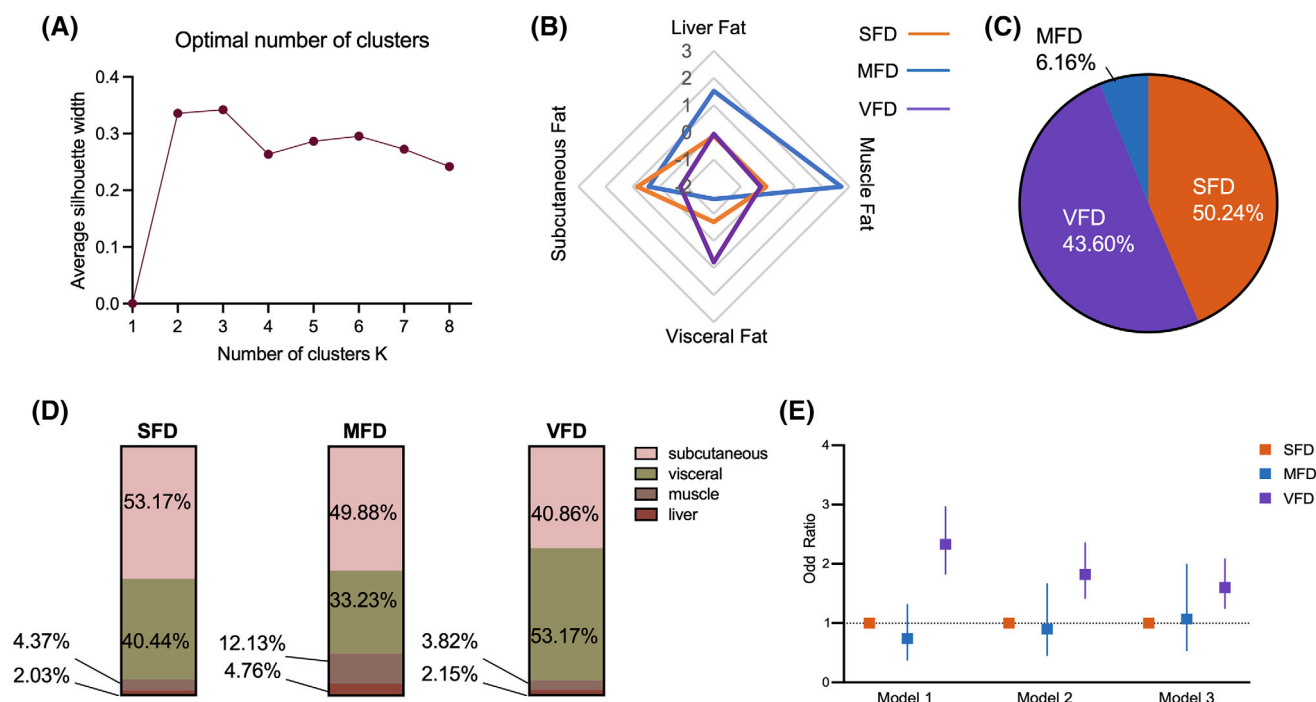 (A)
Optimal number of clusters
Average silhouette width
0.4
0.3
0.2
0.1
0.0
1 2 3 4 5 6 7 8
Number of clusters K
(B)
Liver Fat
3
2
1
0
-1
-2
Subcutaneous Fat
Muscle Fat
Visceral Fat
SFD
MFD
VFD
(C)
MFD
6.16%
SFD
50.24%
VFD
43.60%
(D)
SFD
53.17%
40.44%
4.37%
2.03%
MFD
49.88%
33.23%
12.13%
4.76%
VFD
40.86%
53.17%
3.82%
2.15%
subcutaneous
visceral
muscle
liver
(E)
Odd Ratio
4
3
2
1
0
Model 1 Model 2 Model 3
SFD
MFD
VFD